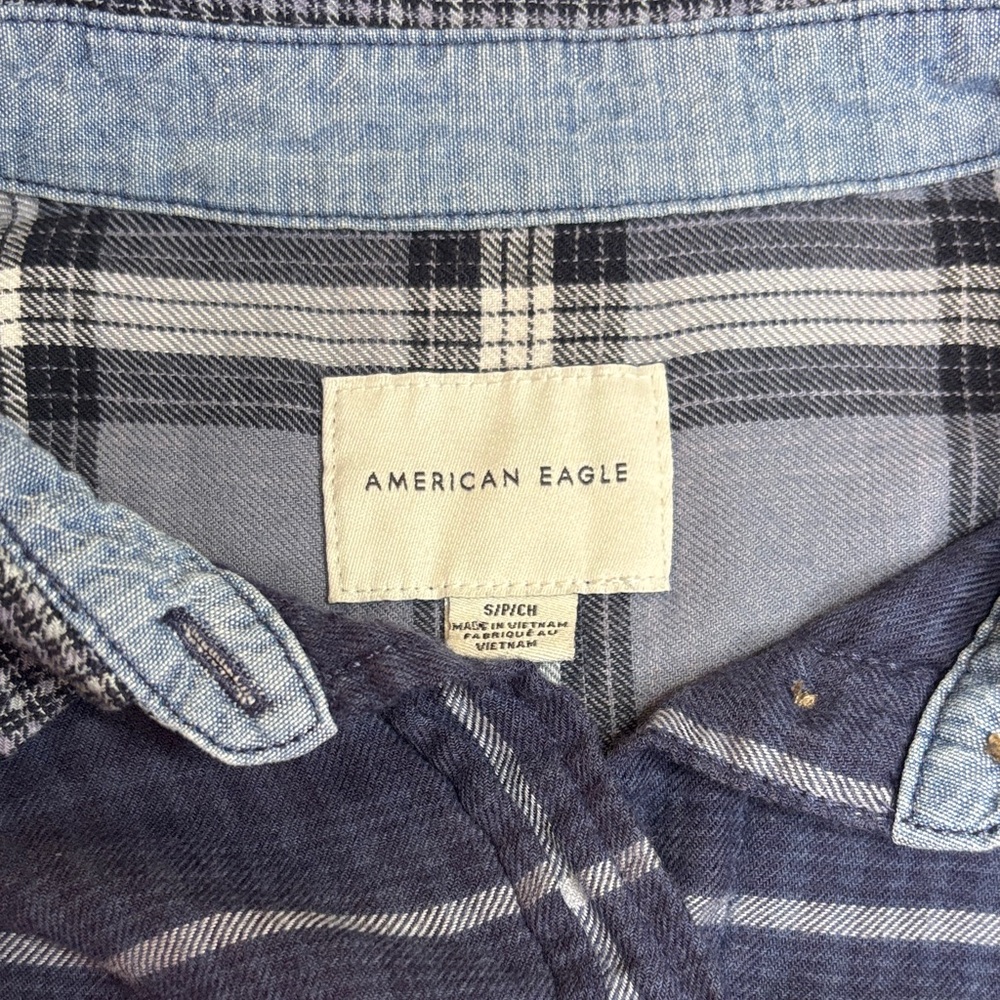 AMERICAN EAGLE
S/P/CH
MADE IN VIETNAM
FABRIQUÉ AU
VIETNAM